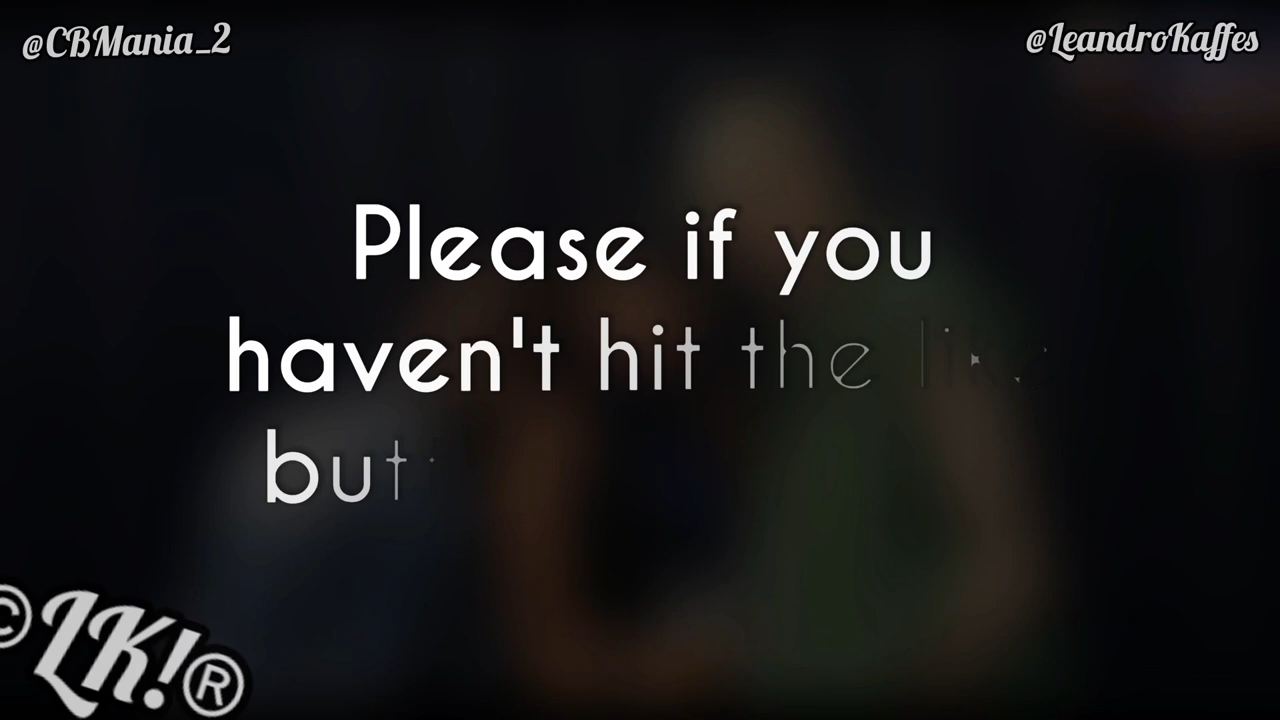 @CBMania_2
@LeandroKaffes
Please if you
haven't hit the
but
©LK!®